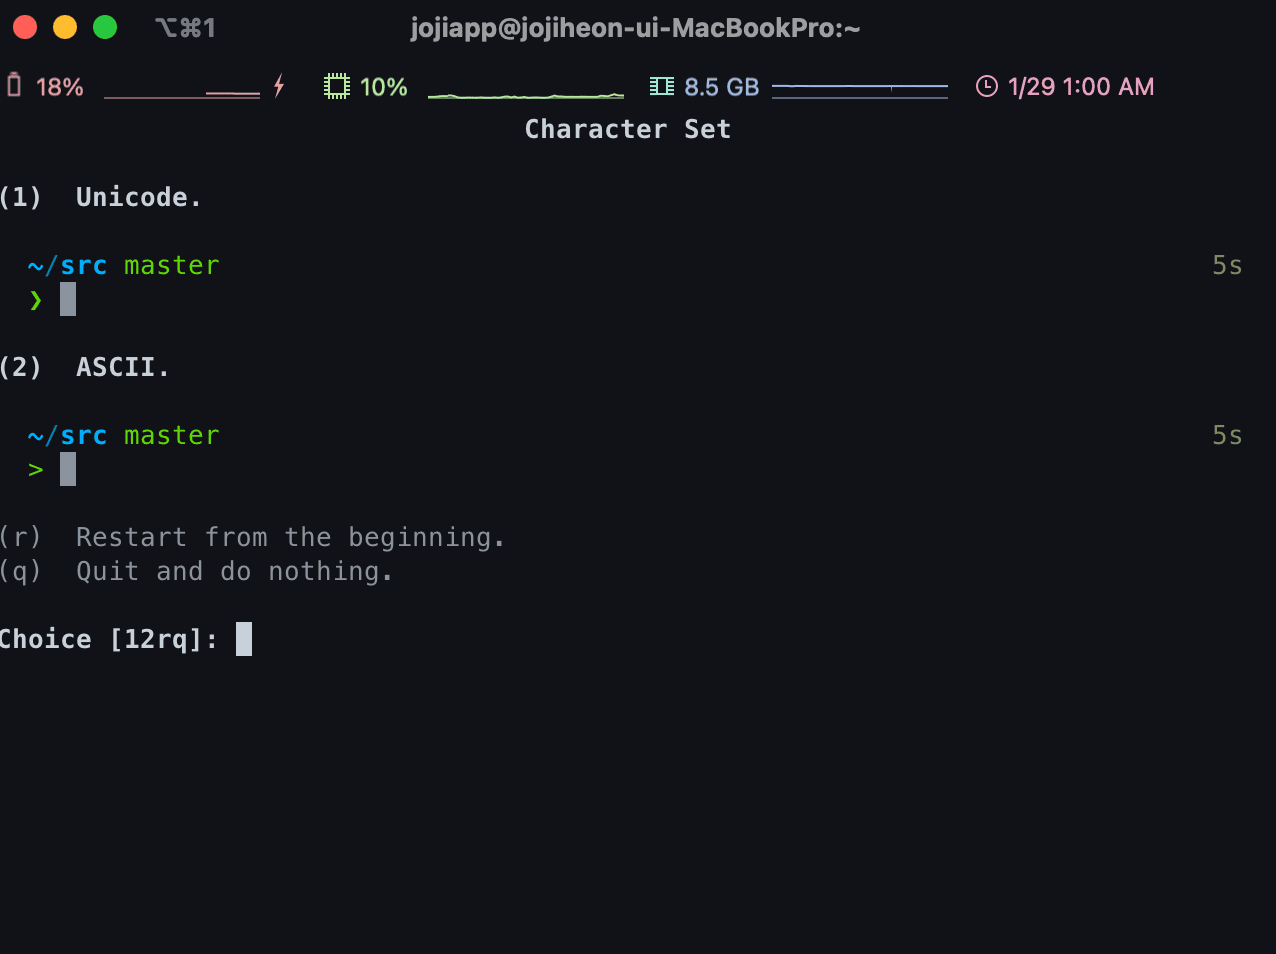 ⌥⌘1 jojiapp@jojiheon-ui-MacBookPro:~
18% 10% 8.5 GB 1/29 1:00 AM
Character Set
(1) Unicode.
~/src master 5s
❯
(2) ASCII.
~/src master 5s
>
(r) Restart from the beginning.
(q) Quit and do nothing.
Choice [12rq]: